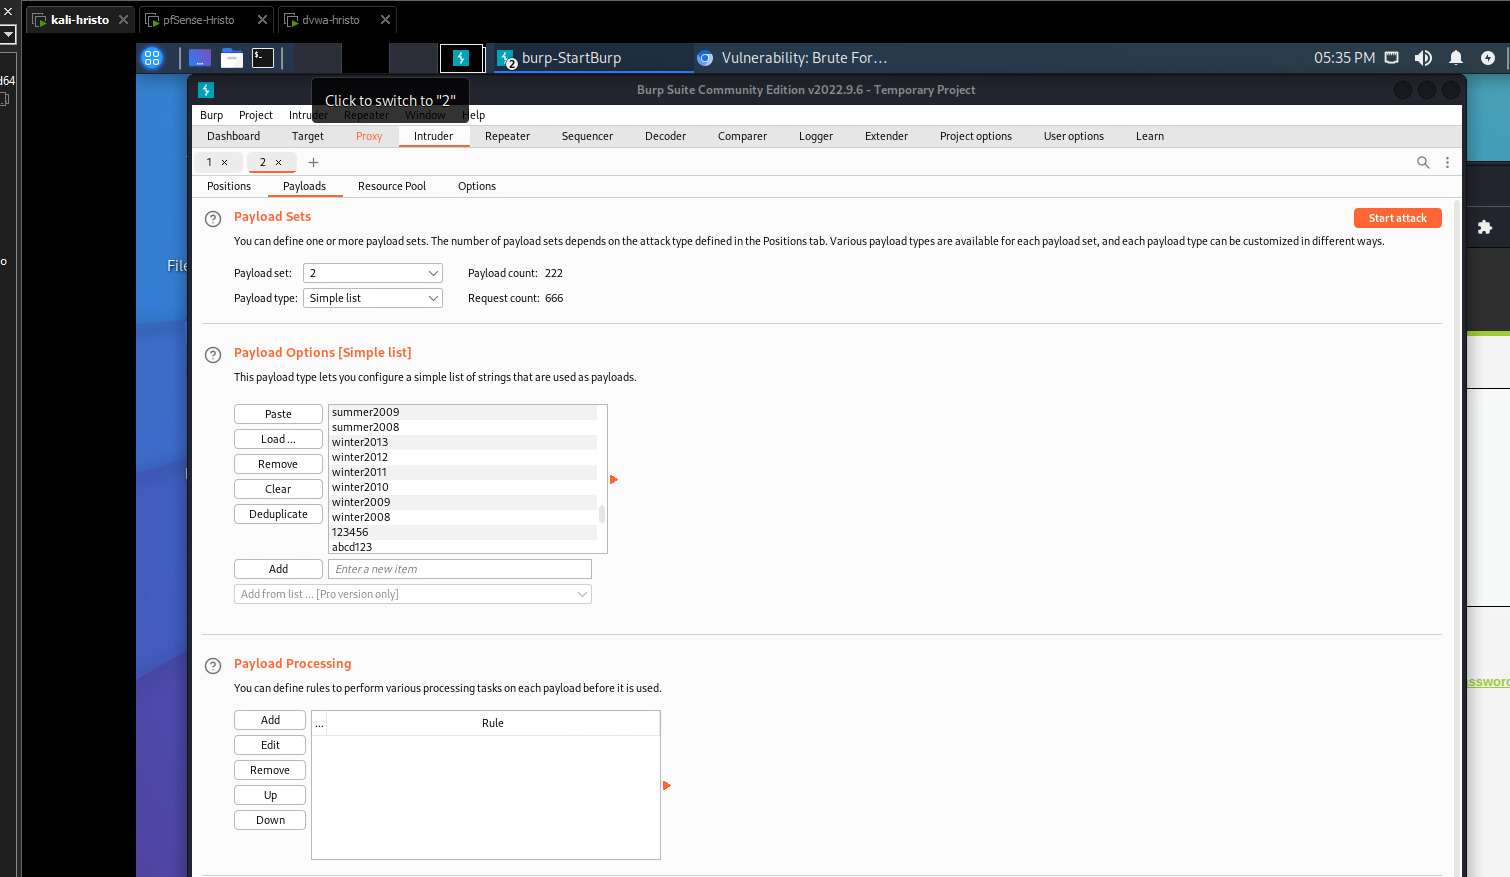 kali-hristo
pfSense-Hristo
dvwa-hristo
d64
burp-StartBurp
2
Vulnerability: Brute For...
05:35 PM
Click to switch to "2"
Burp Suite Community Edition v2022.9.6 - Temporary Project
Burp Project Intruder Repeater Window Help
Dashboard Target Proxy Intruder Repeater Sequencer Decoder Comparer Logger Extender Project options User options Learn
1 × 2 × +
Positions Payloads Resource Pool Options
Payload Sets
Start attack
You can define one or more payload sets. The number of payload sets depends on the attack type defined in the Positions tab. Various payload types are available for each payload set, and each payload type can be customized in different ways.
File
o
Payload set: 2 Payload count: 222
Payload type: Simple list Request count: 666
Payload Options [Simple list]
This payload type lets you configure a simple list of strings that are used as payloads.
Paste
Load ...
Remove
Clear
Deduplicate
summer2009
summer2008
winter2013
winter2012
winter2011
winter2010
winter2009
winter2008
123456
abcd123
Add
Enter a new item
Add from list ... [Pro version only]
Payload Processing
You can define rules to perform various processing tasks on each payload before it is used.
ssword
Add
Edit
Remove
Up
Down
... Rule